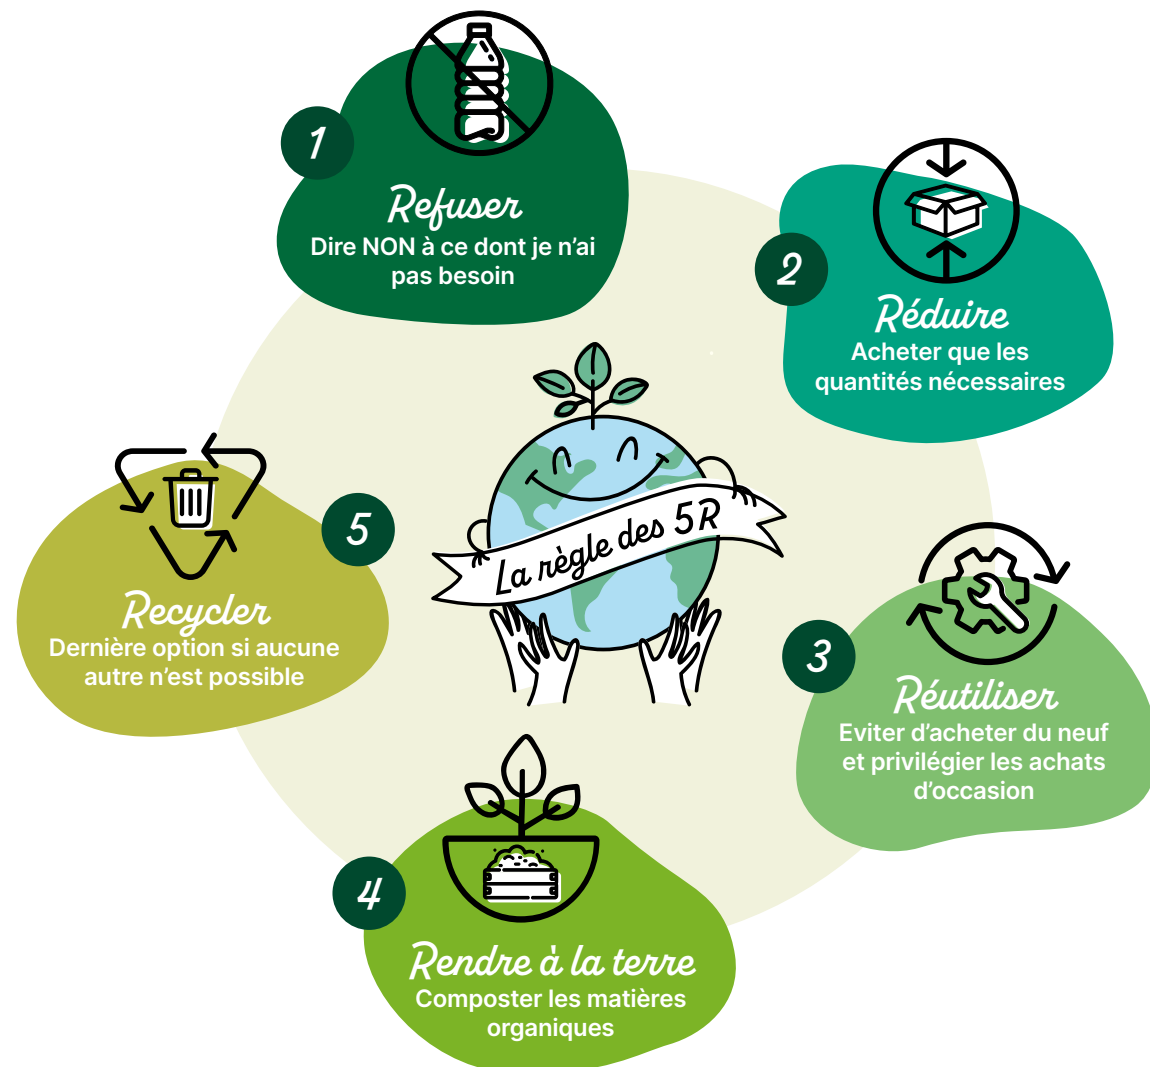 1
Refuser
Dire NON à ce dont je n'ai
pas besoin
2
Réduire
Acheter que les
quantités nécessaires
3
Réutiliser
Eviter d'acheter du neuf
et privilégier les achats
d'occasion
4
Rendre à la terre
Composter les matières
organiques
5
Recycler
Dernière option si aucune
autre n'est possible
La règle des 5R